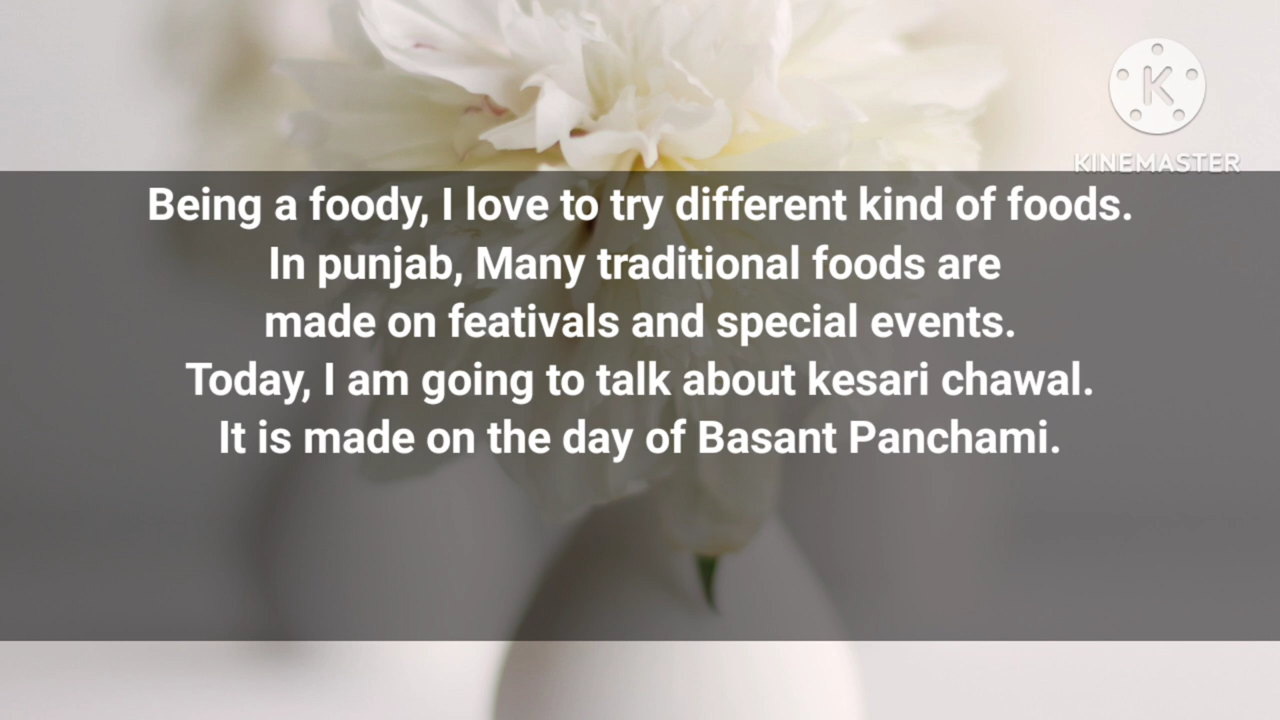 K
KINEMASTER
Being a foody, I love to try different kind of foods.
In punjab, Many traditional foods are
made on feativals and special events.
Today, I am going to talk about kesari chawal.
It is made on the day of Basant Panchami.